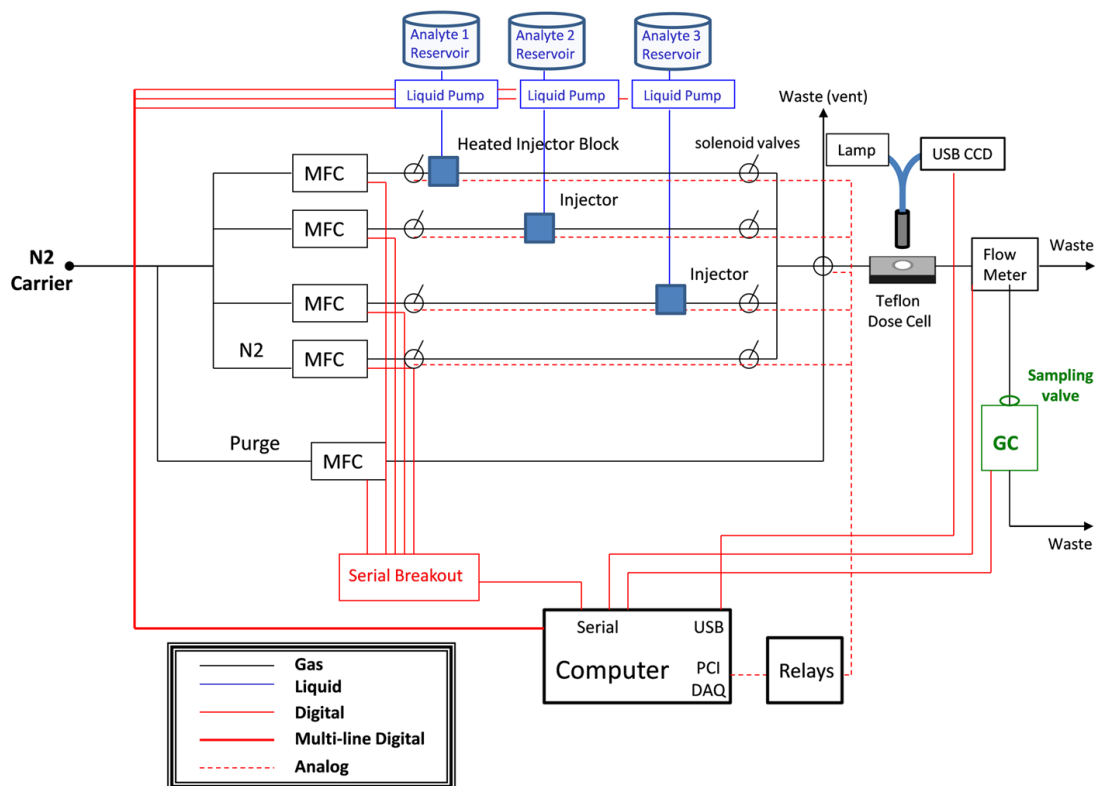 Analyte 1
Reservoir
Analyte 2
Reservoir
Analyte 3
Reservoir
Liquid Pump
Liquid Pump
Liquid Pump
Waste (vent)
Heated Injector Block
solenoid valves
Lamp
USB CCD
MFC
Injector
MFC
N2
Carrier
Injector
MFC
Teflon
Dose Cell
Flow
Meter
Waste
N2
MFC
Sampling
valve
GC
Purge
MFC
Waste
Serial Breakout
Serial
USB
Computer
PCI
DAQ
Relays
Gas
Liquid
Digital
Multi-line Digital
Analog